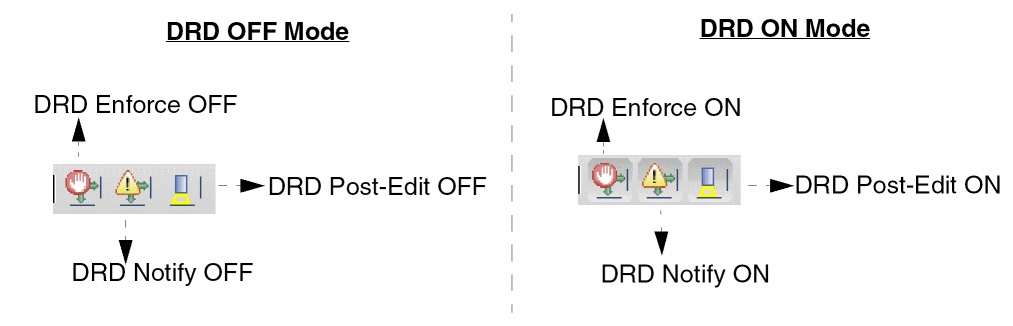 DRD OFF Mode
DRD Enforce OFF
DRD Post-Edit OFF
DRD Notify OFF
DRD ON Mode
DRD Enforce ON
DRD Post-Edit ON
DRD Notify ON